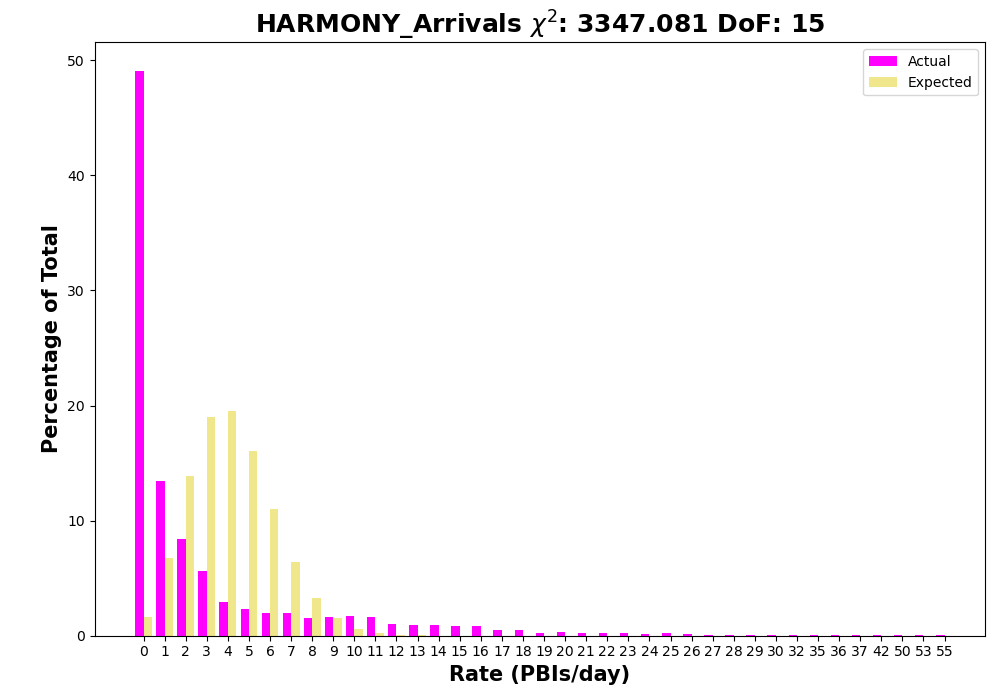 HARMONY_Arrivals χ²: 3347.081 DoF: 15
Actual
Expected
Percentage of Total
50
40
30
20
10
0
0 1 2 3 4 5 6 7 8 9 10 11 12 13 14 15 16 17 18 19 20 21 22 23 24 25 26 27 28 29 30 32 35 36 37 42 50 53 55
Rate (PBIs/day)